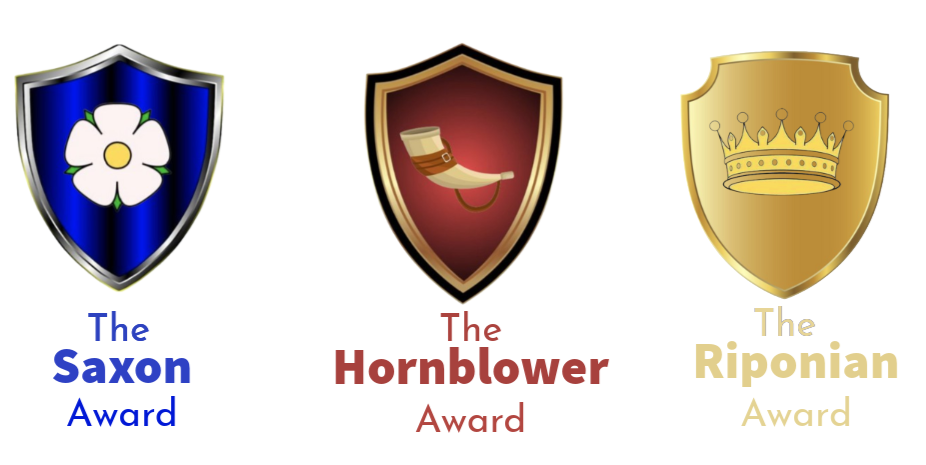 The
Saxon
Award
The
Hornblower
Award
The
Riponian
Award